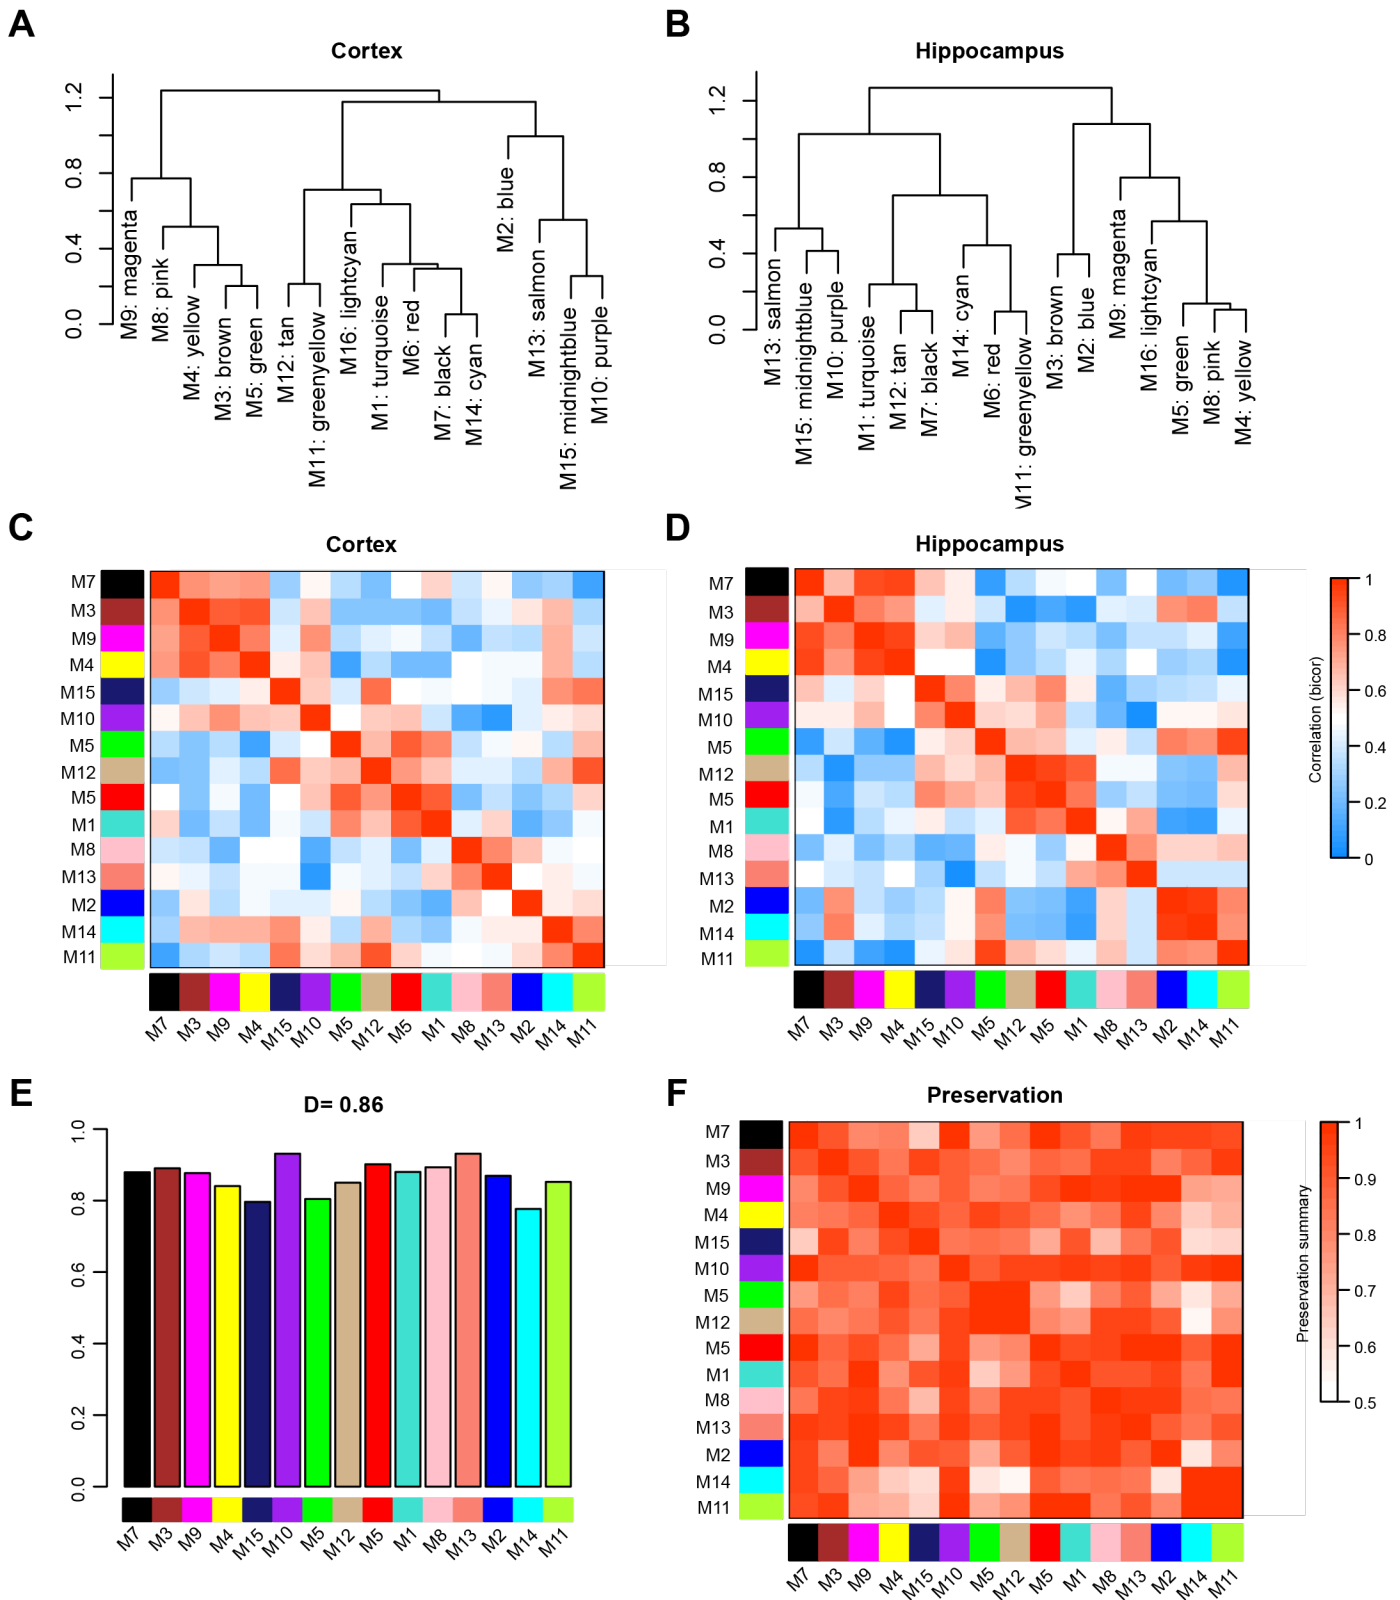 A
B
Cortex
Hippocampus
0.0
0.4
0.8
1.2
M9: magenta
M8: pink
M4: yellow
M3: brown
M5: green
M12: tan
M11: greenyellow
M16: lightcyan
M1: turquoise
M6: red
M7: black
M14: cyan
M2: blue
M13: salmon
M15: midnightblue
M10: purple
0.0
0.4
0.8
1.2
M13: salmon
M15: midnightblue
M10: purple
M1: turquoise
M12: tan
M7: black
M14: cyan
M6: red
M11: greenyellow
M3: brown
M2: blue
M9: magenta
M16: lightcyan
M5: green
M8: pink
M4: yellow
C
D
Cortex
Hippocampus
M7
M3
M9
M4
M15
M10
M5
M12
M5
M1
M8
M13
M2
M14
M11
M7 M3 M9 M4 M15 M10 M5 M12 M5 M1 M8 M13 M2 M14 M11
M7
M3
M9
M4
M15
M10
M5
M12
M5
M1
M8
M13
M2
M14
M11
M7 M3 M9 M4 M15 M10 M5 M12 M5 M1 M8 M13 M2 M14 M11
Correlation (bicor)
1
0.8
0.6
0.4
0.2
0
E
F
D= 0.86
Preservation
1.0
0.8
0.6
0.4
0.2
0.0
M7 M3 M9 M4 M15 M10 M5 M12 M5 M1 M8 M13 M2 M14 M11
M7
M3
M9
M4
M15
M10
M5
M12
M5
M1
M8
M13
M2
M14
M11
M7 M3 M9 M4 M15 M10 M5 M12 M5 M1 M8 M13 M2 M14 M11
Preservation summary
1
0.9
0.8
0.7
0.6
0.5